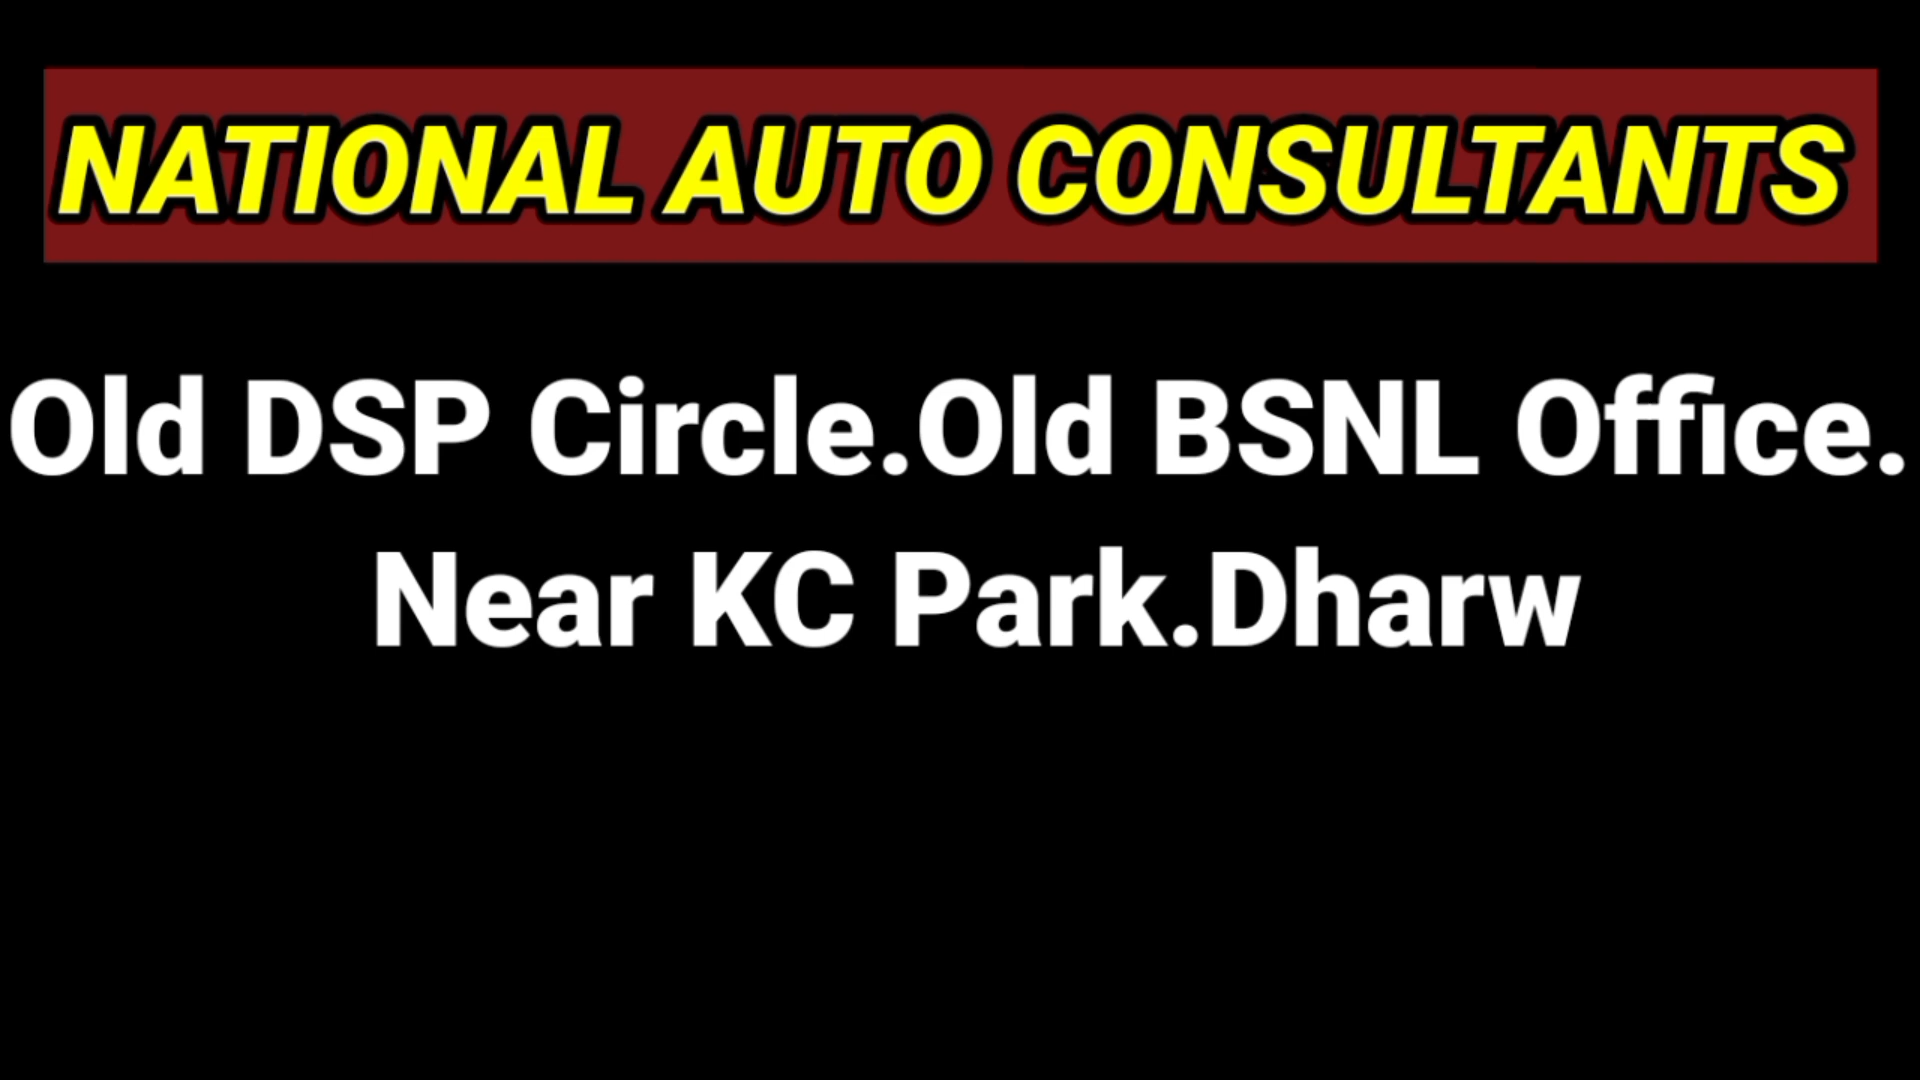 NATIONAL AUTO CONSULTANTS
Old DSP Circle.Old BSNL Office.
Near KC Park.Dharw